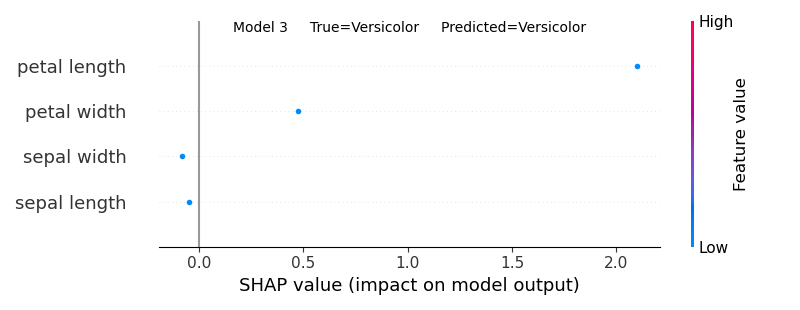 Model 3 True=Versicolor Predicted=Versicolor
High
petal length
petal width
sepal width
sepal length
Feature value
Low
0.0 0.5 1.0 1.5 2.0
SHAP value (impact on model output)